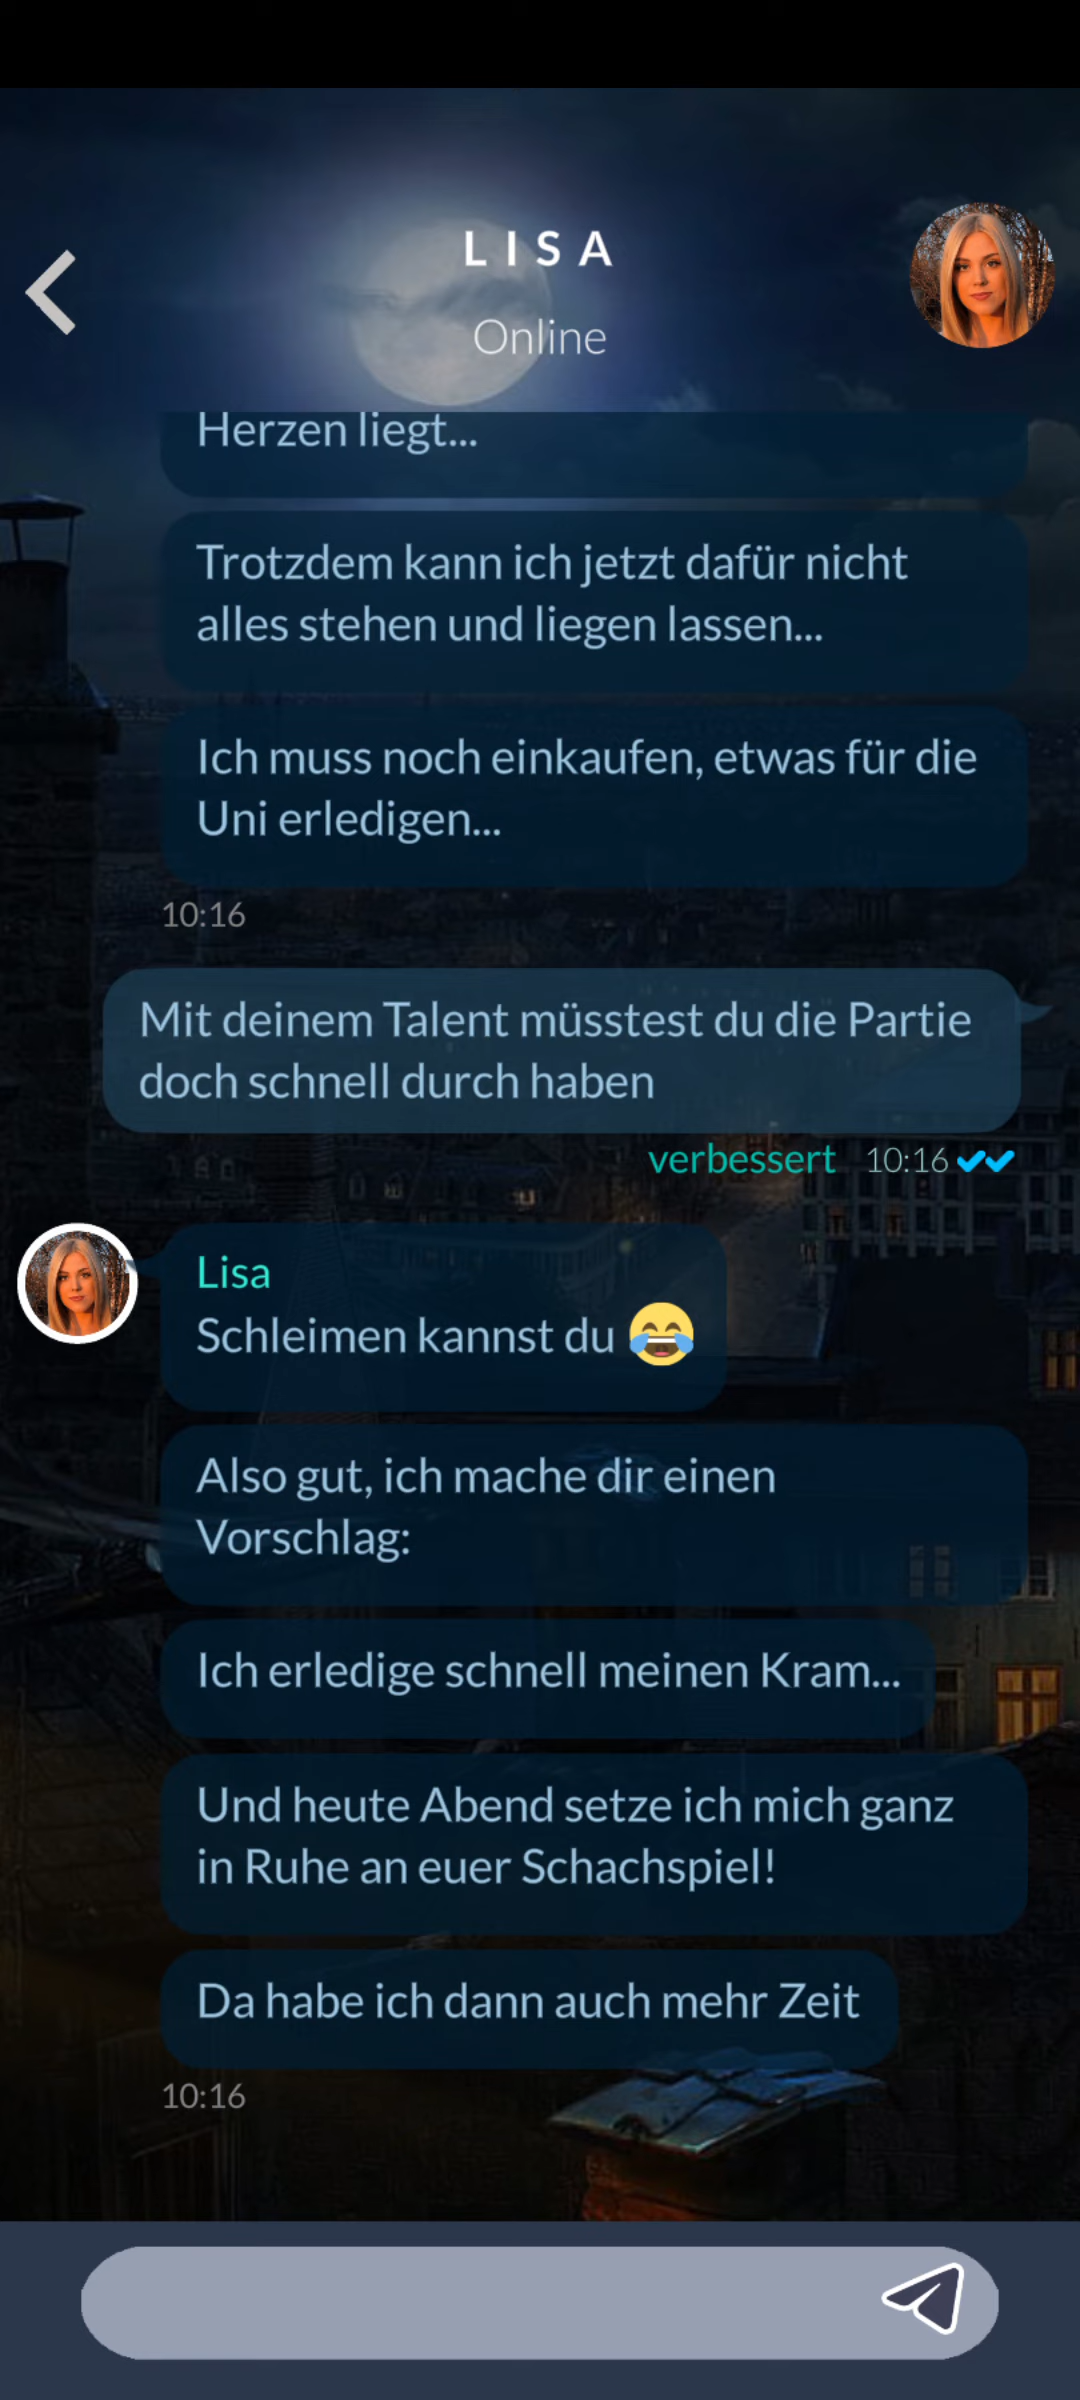 LISA
Online
Herzen liegt...
Trotzdem kann ich jetzt dafür nicht
alles stehen und liegen lassen...
Ich muss noch einkaufen, etwas für die
Uni erledigen...
10:16
Mit deinem Talent müsstest du die Partie
doch schnell durch haben
verbessert 10:16
Lisa
Schleimen kannst du 😂
Also gut, ich mache dir einen
Vorschlag:
Ich erledige schnell meinen Kram...
Und heute Abend setze ich mich ganz
in Ruhe an euer Schachspiel!
Da habe ich dann auch mehr Zeit
10:16